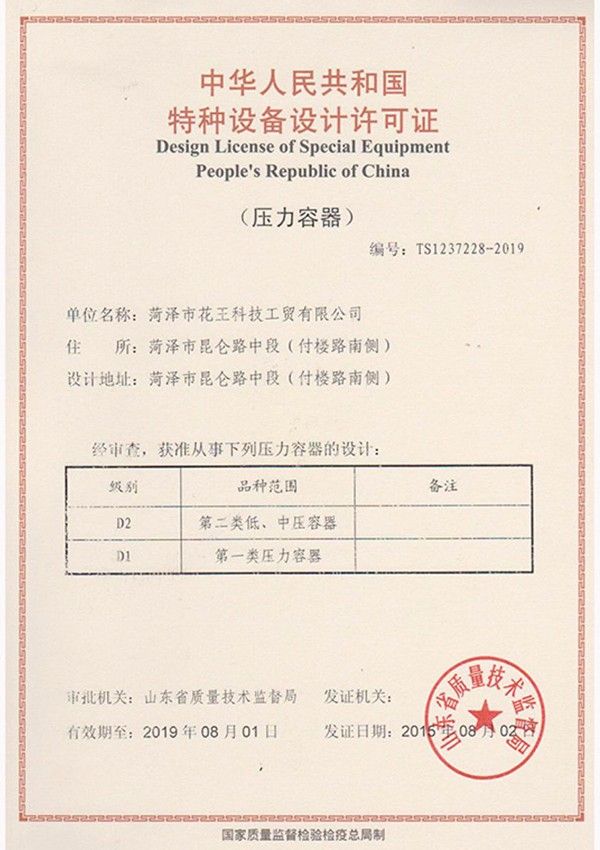 中华人民共和国
特种设备设计许可证
Design License of Special Equipment
People's Republic of China
（压力容器）
编号：TS1237228-2019
单位名称：菏泽市花王科技工贸有限公司
住 所：菏泽市昆仑路中段（付楼路南侧）
设计地址：菏泽市昆仑路中段（付楼路南侧）
经审查，获准从事下列压力容器的设计：
级别 品种范围 备注
D2 第二类低、中压容器
D1 第一类压力容器
审批机关：山东省质量技术监督局 发证机关：
有效期至：2019 年 08 月 01 日 发证日期：2015 年 08 月 02 日
山东省质量技术监督局
国家质量监督检验检疫总局制